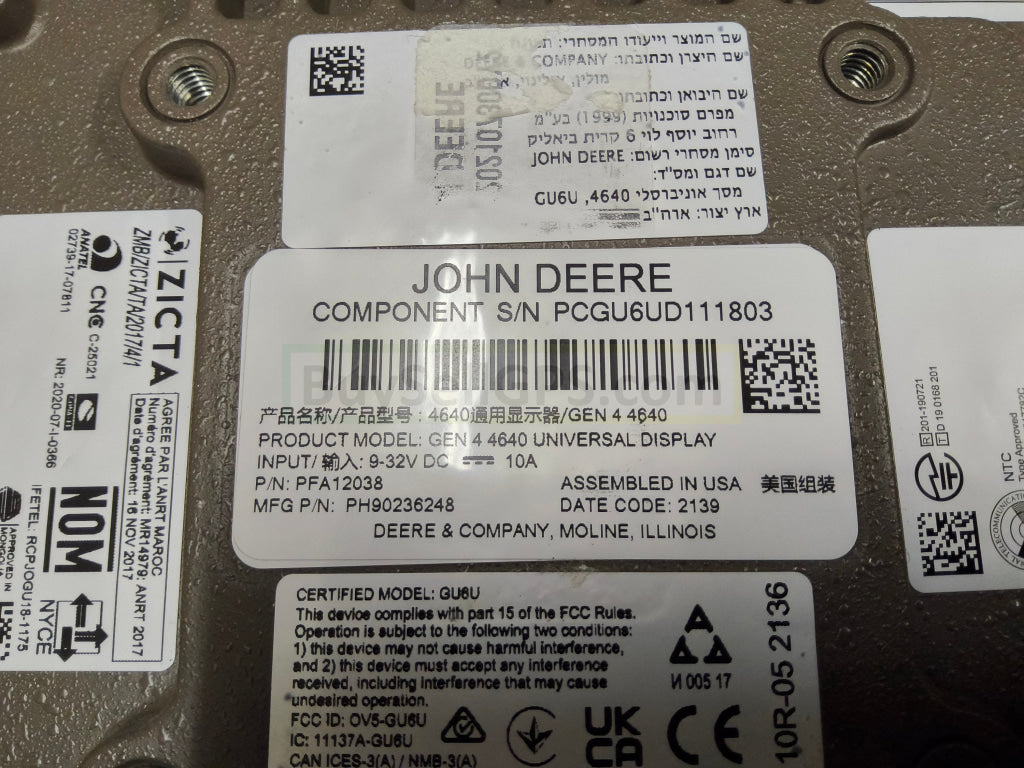 שם המוצר וייעודו המסחרי:
שם היצרן וכתובתו: COMPANY
מולין, אילינוי,
שם היבואן וכתובתו
מפרם סוכנויות (1999) בע"מ
רחוב יוסף לוי 6 קרית ביאליק
סימן מסחרי רשום: JOHN DEERE
שם דגם ומס"ד:
מסך אוניברסלי 4640, GU6U
ארץ יצור: ארה"ב
DEERE
JOHN DEERE
COMPONENT S/N PCGU6UD111803
BuySellGPS.com
产品名称/产品型号：4640通用显示器/GEN 4 4640
PRODUCT MODEL: GEN 4 4640 UNIVERSAL DISPLAY
INPUT/ 输入: 9-32V DC 10A
P/N: PFA12038 ASSEMBLED IN USA 美国组装
MFG P/N: PH90236248 DATE CODE: 2139
DEERE & COMPANY, MOLINE, ILLINOIS
CERTIFIED MODEL: GU6U
This device complies with part 15 of the FCC Rules.
Operation is subject to the following two conditions:
1) this device may not cause harmful interference,
and 2) this device must accept any interference
received, including interference that may cause
undesired operation.
FCC ID: OV5-GU6U
IC: 11137A-GU6U
CAN ICES-3(A) / NMB-3(A)
И 005 17
UK
CA
CE
10R-05 2136
ZICTA
ZMB/ZICTA/TA/2017/4/1
ANATEL
02739-17-07811
CNC C-25021
NR: 2020-07-I-0366
AGREE PAR L'ANRT MAROC
Numéro d'agrément: MR14979: ANRT 2017
Date d'agrément: 16 NOV 2017
NOM
NYCE
IFETEL: RCPJOGU18-1175
APPROVED IN
MONGOLIA
R 201-190721
T D 19 0168 201
NTC
Type Approved